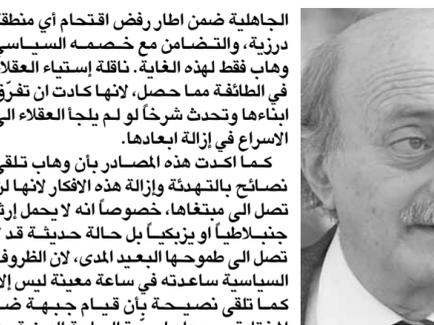 الجاهلية ضمن اطار رفض اقتحام أي منطقة
درزية، والتضامن مع خصمه السياسي
وهاب فقط لهذه الغاية. ناقلة إستياء العقلاء
في الطائفة مما حصل، لانها كادت ان تفرّق
ابناءها وتحدث شرخاً لو لم يلجأ العقلاء الى
الاسراع في إزالة ابعادها.
كما اكدت هذه المصادر بأن وهاب تلقى
نصائح بالتهدئة وإزالة هذه الافكار لانها لن
تصل الى مبتغاها، خصوصاً انه لا يحمل إرثاً
جنبلاطياً او يزبكياً بل حالة حديثة قد لا
تصل الى طموحها البعيد المدى، لان الظروف
السياسية ساعدته في ساعة معينة ليس إلا
كما تلقى نصيحة بأن قيام جبهة